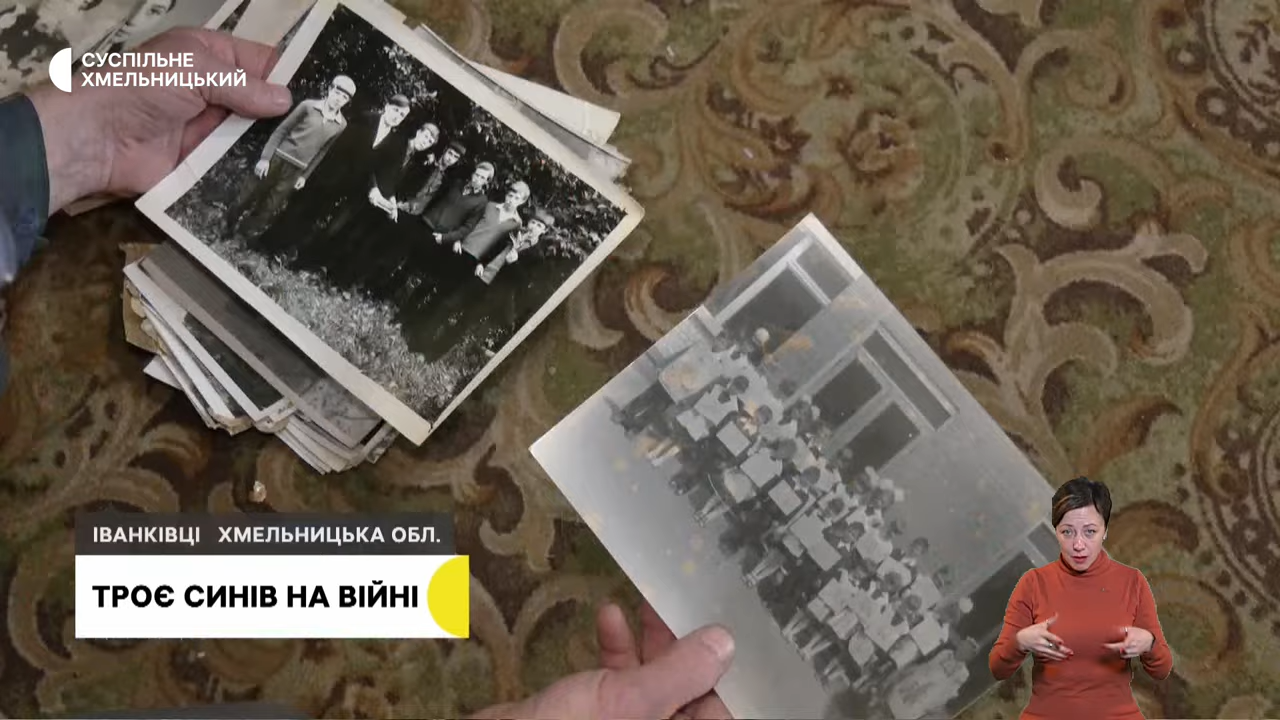 СУСПІЛЬНЕ
ХМЕЛЬНИЦЬКИЙ
ІВАНКІВЦІ ХМЕЛЬНИЦЬКА ОБЛ.
ТРОЄ СИНІВ НА ВІЙНІ